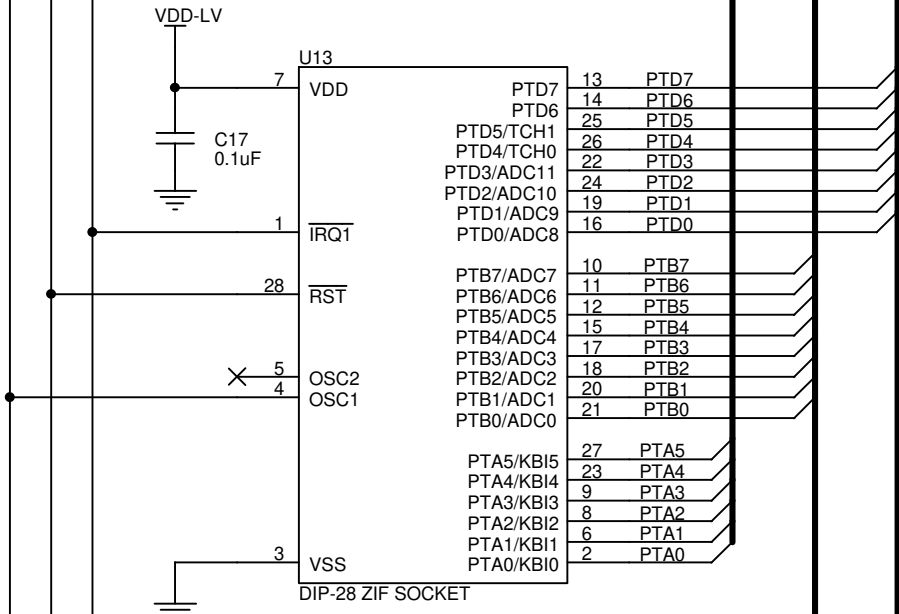 VDD-LV
U13
7 VDD
C17
0.1uF
1 IRQ1
28 RST
5 OSC2
4 OSC1
3 VSS
PTD7 13 PTD7
PTD6 14 PTD6
PTD5/TCH1 25 PTD5
PTD4/TCH0 26 PTD4
PTD3/ADC11 22 PTD3
PTD2/ADC10 24 PTD2
PTD1/ADC9 19 PTD1
PTD0/ADC8 16 PTD0
PTB7/ADC7 10 PTB7
PTB6/ADC6 11 PTB6
PTB5/ADC5 12 PTB5
PTB4/ADC4 15 PTB4
PTB3/ADC3 17 PTB3
PTB2/ADC2 18 PTB2
PTB1/ADC1 20 PTB1
PTB0/ADC0 21 PTB0
PTA5/KBI5 27 PTA5
PTA4/KBI4 23 PTA4
PTA3/KBI3 9 PTA3
PTA2/KBI2 8 PTA2
PTA1/KBI1 6 PTA1
PTA0/KBI0 2 PTA0
DIP-28 ZIF SOCKET